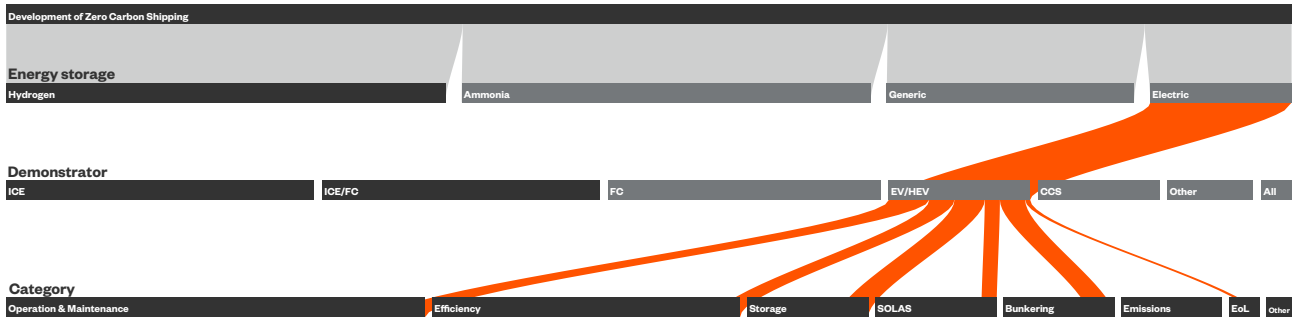 Development of Zero Carbon Shipping
Energy storage
Hydrogen
Ammonia
Generic
Electric
Demonstrator
ICE
ICE/FC
FC
EV/HEV
CCS
Other
All
Category
Operation & Maintenance
Efficiency
Storage
SOLAS
Bunkering
Emissions
EoL
Other